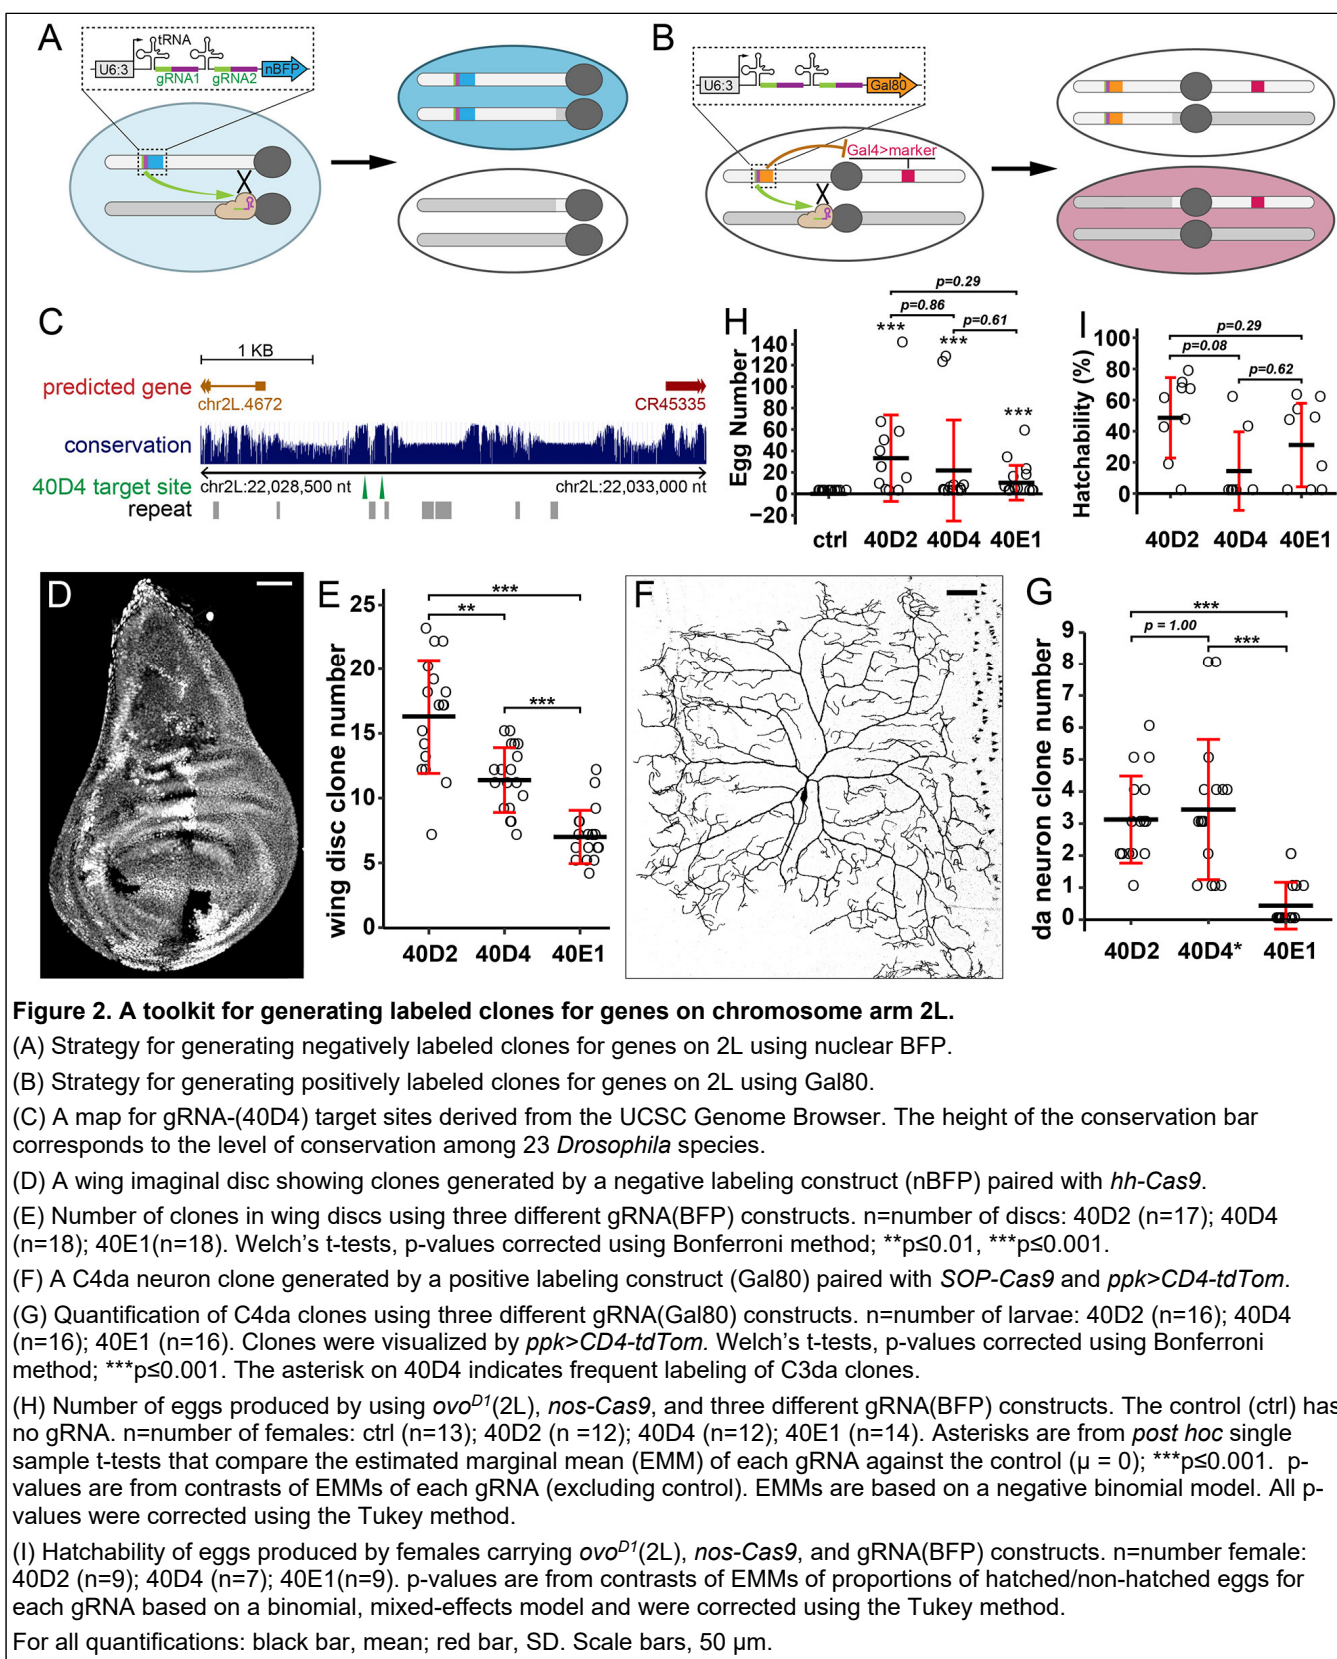 A
tRNA
U6:3
gRNA1
gRNA2
nBFP
B
U6:3
Gal80
Gal4>marker
C
1 KB
predicted gene
chr2L.4672
CR45335
conservation
40D4 target site
chr2L:22,028,500 nt
chr2L:22,033,000 nt
repeat
H
p=0.29
p=0.86
p=0.61
***
***
***
Egg Number
140
120
100
80
60
40
20
0
−20
ctrl
40D2
40D4
40E1
I
p=0.29
p=0.08
p=0.62
Hatchability (%)
100
80
60
40
20
0
40D2
40D4
40E1
D
E
***
**
***
wing disc clone number
25
20
15
10
5
0
40D2
40D4
40E1
F
G
***
p = 1.00
***
da neuron clone number
9
8
7
6
5
4
3
2
1
0
40D2
40D4*
40E1
Figure 2. A toolkit for generating labeled clones for genes on chromosome arm 2L.
(A) Strategy for generating negatively labeled clones for genes on 2L using nuclear BFP.
(B) Strategy for generating positively labeled clones for genes on 2L using Gal80.
(C) A map for gRNA-(40D4) target sites derived from the UCSC Genome Browser. The height of the conservation bar
corresponds to the level of conservation among 23 Drosophila species.
(D) A wing imaginal disc showing clones generated by a negative labeling construct (nBFP) paired with hh-Cas9.
(E) Number of clones in wing discs using three different gRNA(BFP) constructs. n=number of discs: 40D2 (n=17); 40D4
(n=18); 40E1(n=18). Welch’s t-tests, p-values corrected using Bonferroni method; **p≤0.01, ***p≤0.001.
(F) A C4da neuron clone generated by a positive labeling construct (Gal80) paired with SOP-Cas9 and ppk>CD4-tdTom.
(G) Quantification of C4da clones using three different gRNA(Gal80) constructs. n=number of larvae: 40D2 (n=16); 40D4
(n=16); 40E1 (n=16). Clones were visualized by ppk>CD4-tdTom. Welch’s t-tests, p-values corrected using Bonferroni
method; ***p≤0.001. The asterisk on 40D4 indicates frequent labeling of C3da clones.
(H) Number of eggs produced by using ovoD1(2L), nos-Cas9, and three different gRNA(BFP) constructs. The control (ctrl) has
no gRNA. n=number of females: ctrl (n=13); 40D2 (n =12); 40D4 (n=12); 40E1 (n=14). Asterisks are from post hoc single
sample t-tests that compare the estimated marginal mean (EMM) of each gRNA against the control (μ = 0); ***p≤0.001. p-
values are from contrasts of EMMs of each gRNA (excluding control). EMMs are based on a negative binomial model. All p-
values were corrected using the Tukey method.
(I) Hatchability of eggs produced by females carrying ovoD1(2L), nos-Cas9, and gRNA(BFP) constructs. n=number female:
40D2 (n=9); 40D4 (n=7); 40E1(n=9). p-values are from contrasts of EMMs of proportions of hatched/non-hatched eggs for
each gRNA based on a binomial, mixed-effects model and were corrected using the Tukey method.
For all quantifications: black bar, mean; red bar, SD. Scale bars, 50 μm.